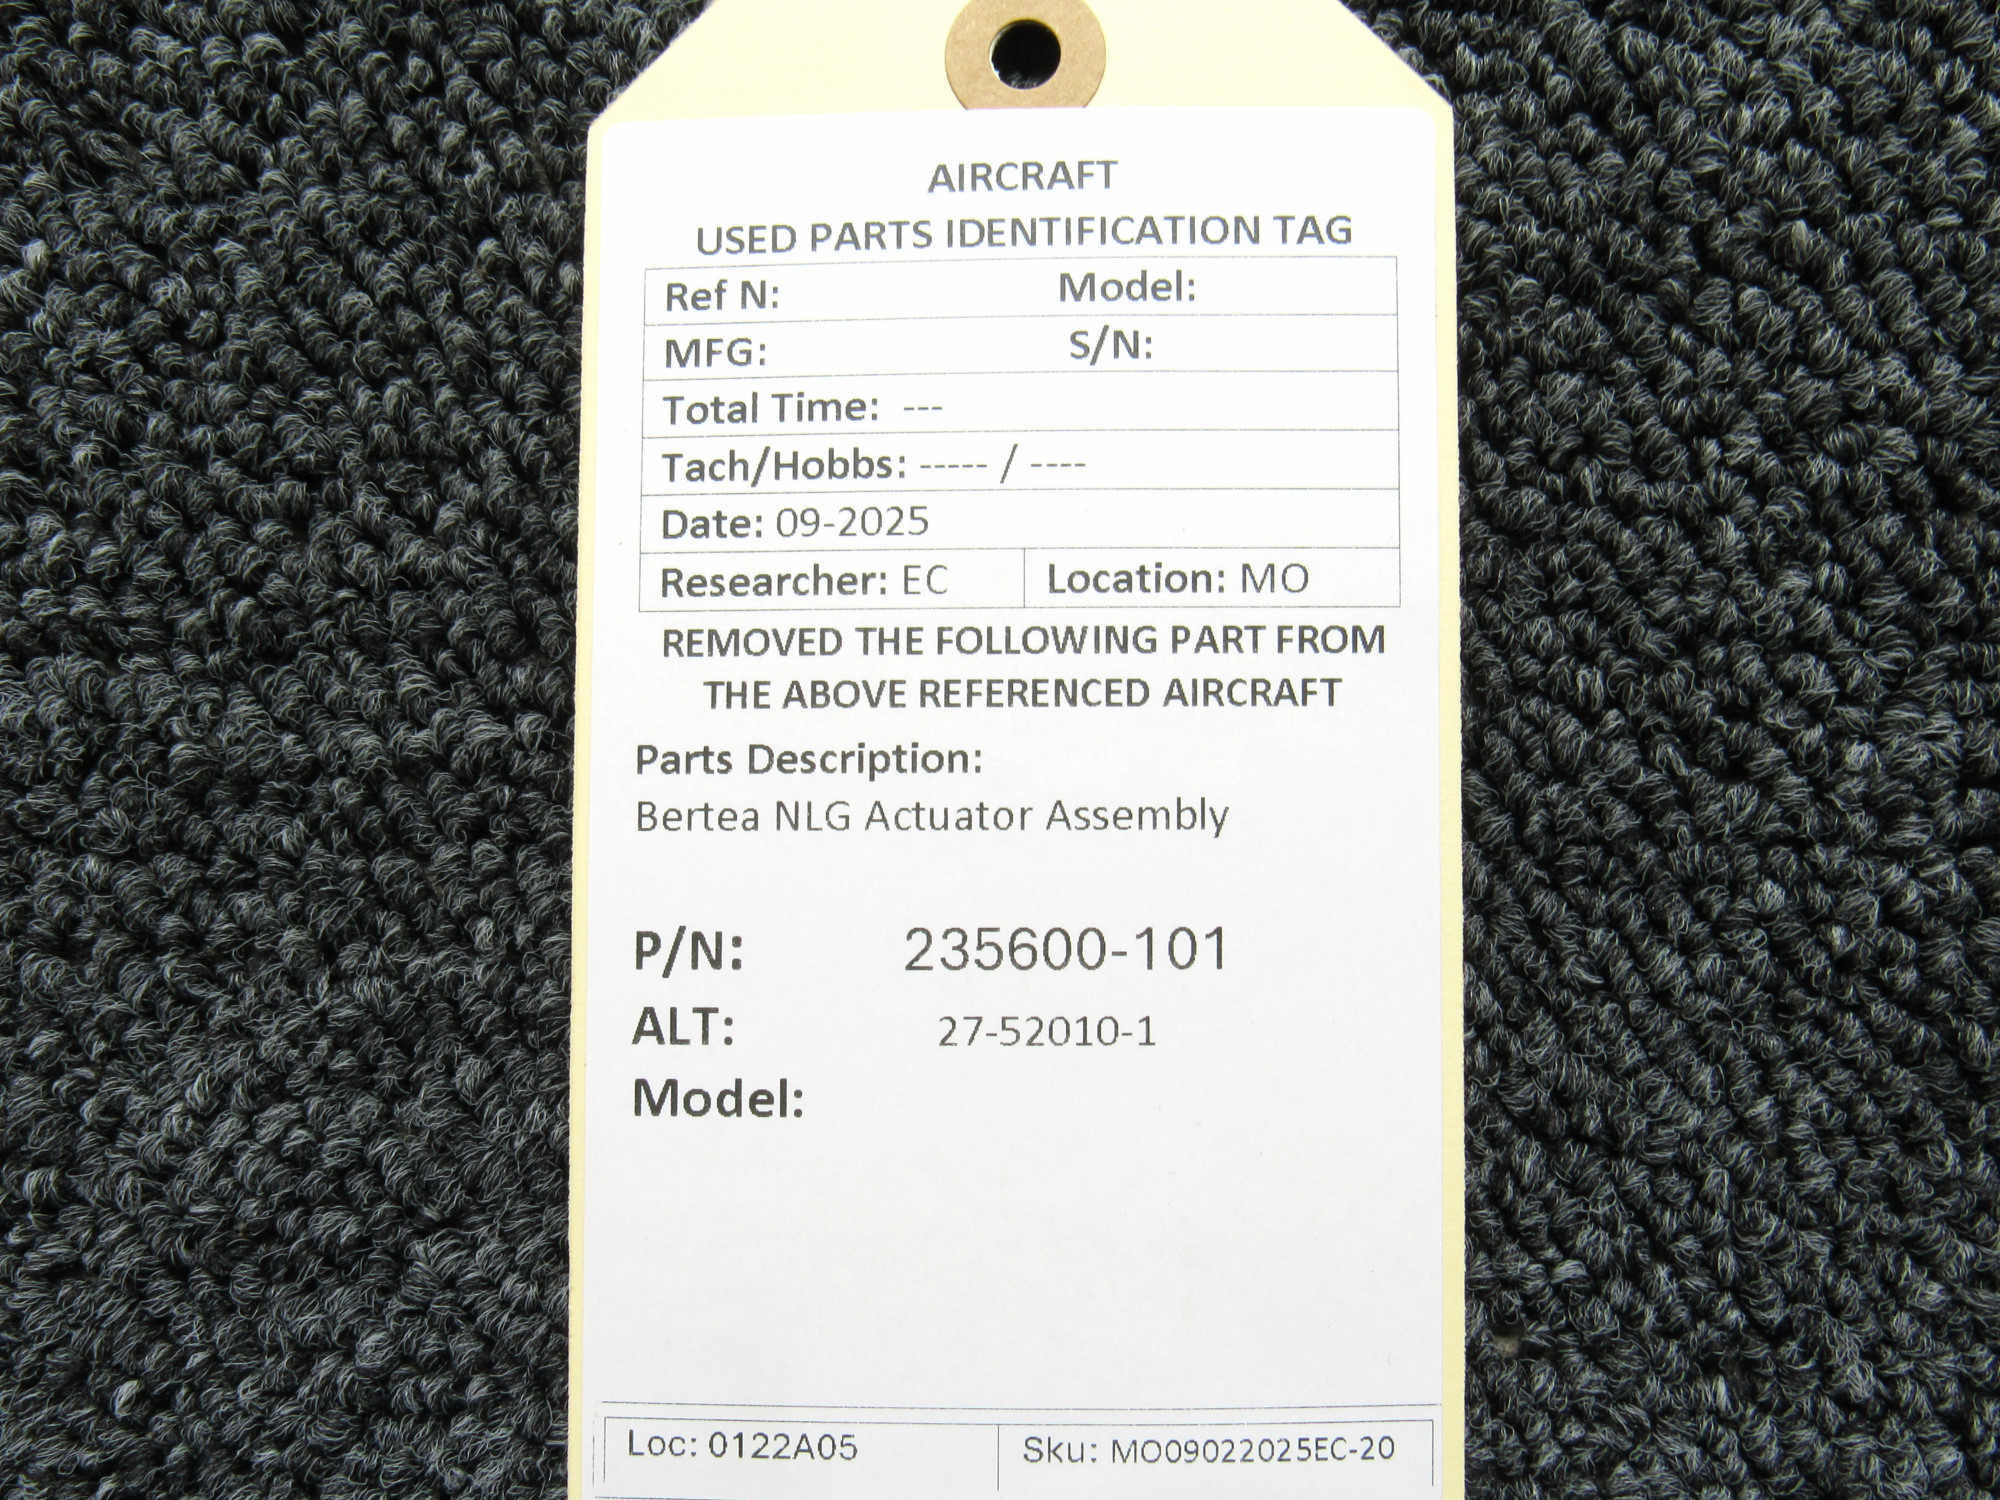 AIRCRAFT
USED PARTS IDENTIFICATION TAG
Ref N: Model:
MFG: S/N:
Total Time: ---
Tach/Hobbs: ----- / ----
Date: 09-2025
Researcher: EC Location: MO
REMOVED THE FOLLOWING PART FROM
THE ABOVE REFERENCED AIRCRAFT
Parts Description:
Bertea NLG Actuator Assembly
P/N: 235600-101
ALT: 27-52010-1
Model:
Loc: 0122A05 Sku: MO09022025EC-20